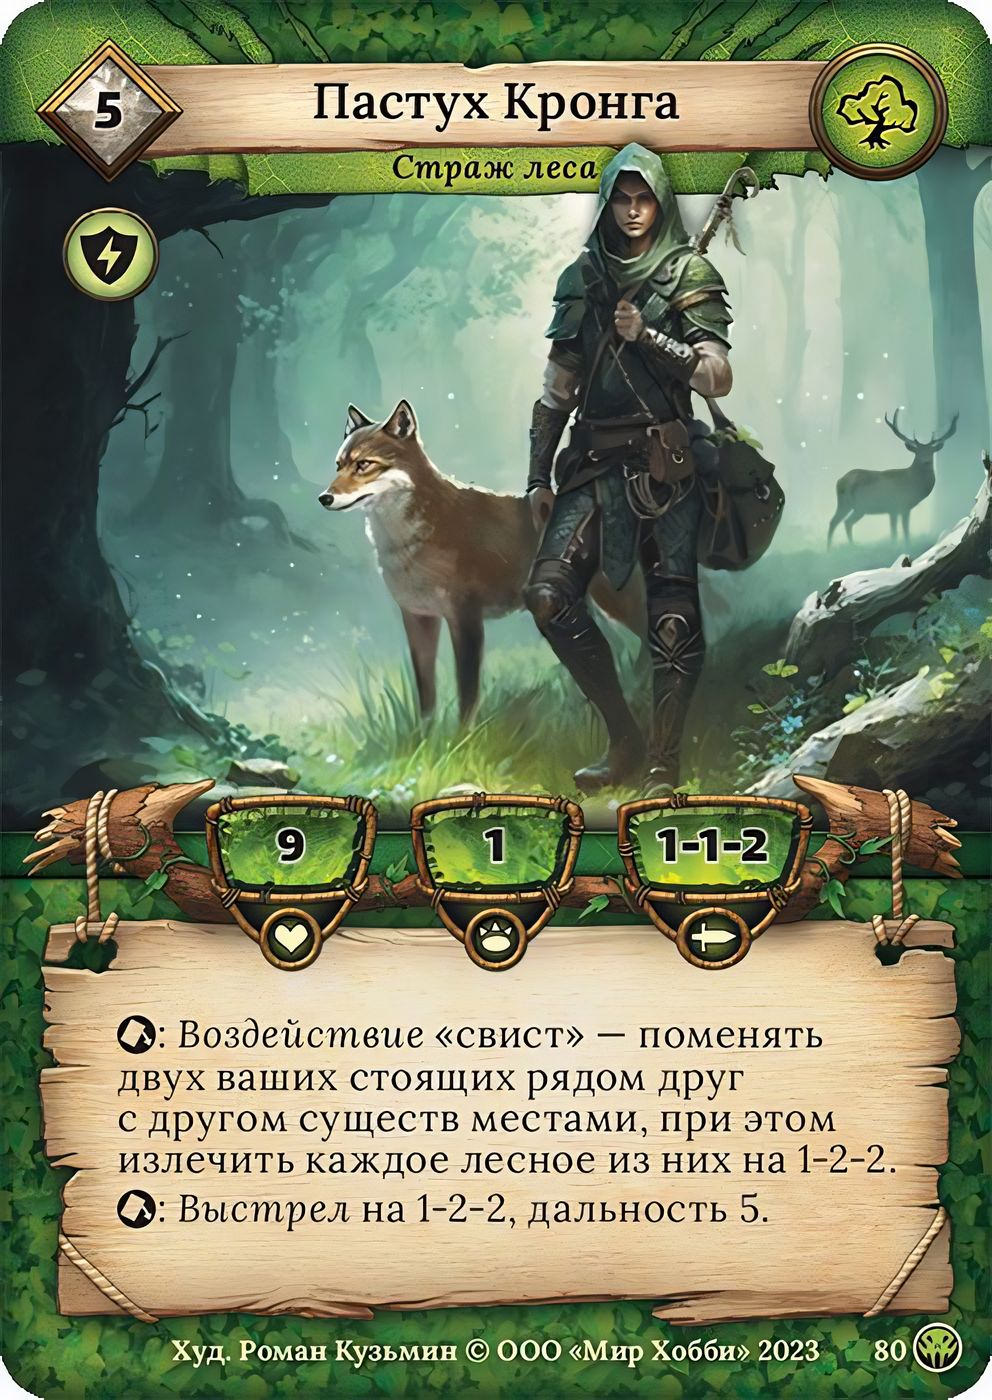 5
Пастух Кронга
Страж леса
9
1
1-1-2
: Воздействие «свист» — поменять
двух ваших стоящих рядом друг
с другом существ местами, при этом
излечить каждое лесное из них на 1-2-2.
: Выстрел на 1-2-2, дальность 5.
Худ. Роман Кузьмин © ООО «Мир Хобби» 2023 80